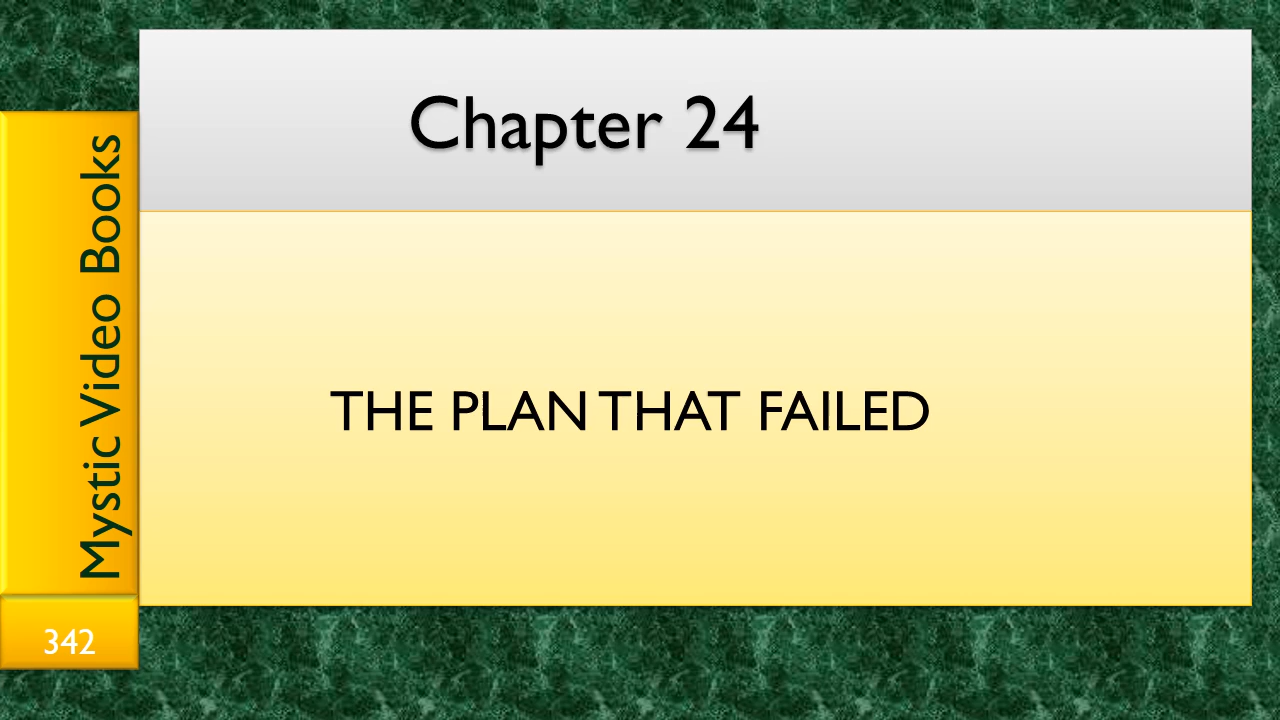 Chapter 24
Mystic Video Books
THE PLAN THAT FAILED
342